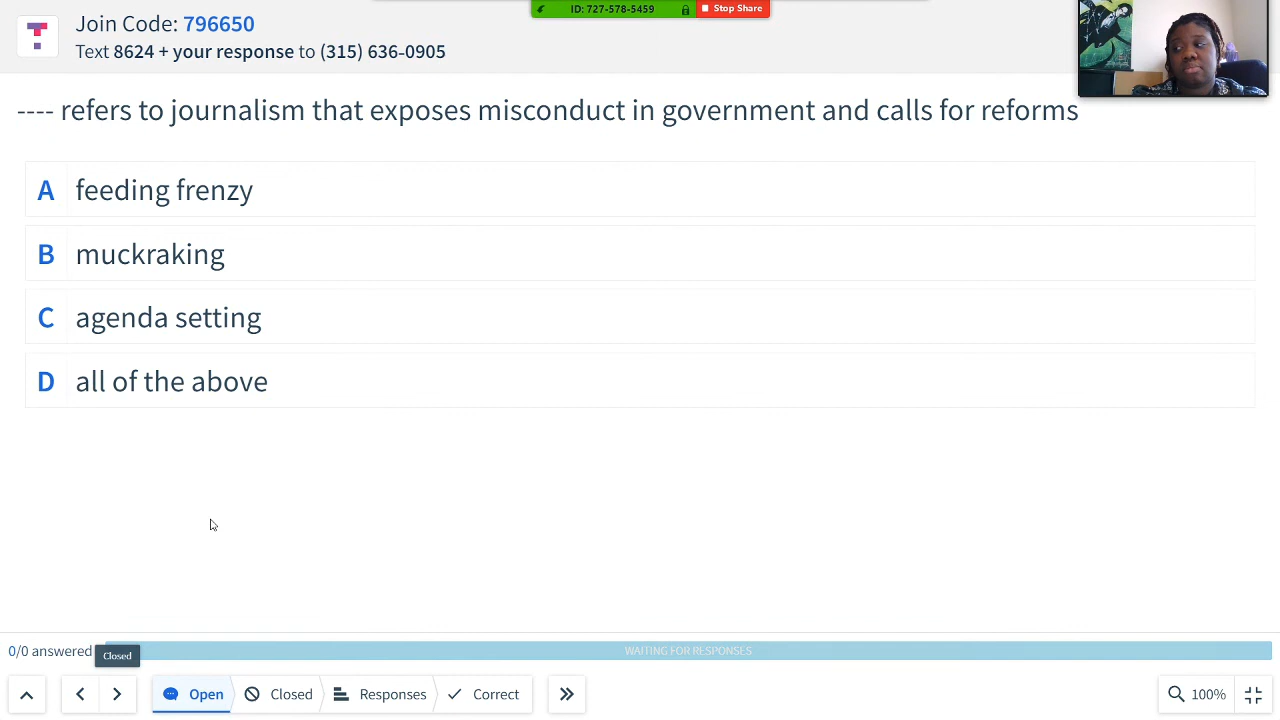 Join Code: 796650
Text 8624 + your response to (315) 636-0905
ID: 727-578-5459
Stop Share
---- refers to journalism that exposes misconduct in government and calls for reforms
A feeding frenzy
B muckraking
C agenda setting
D all of the above
0/0 answered
Closed
WAITING FOR RESPONSES
Open
Closed
Responses
Correct
100%